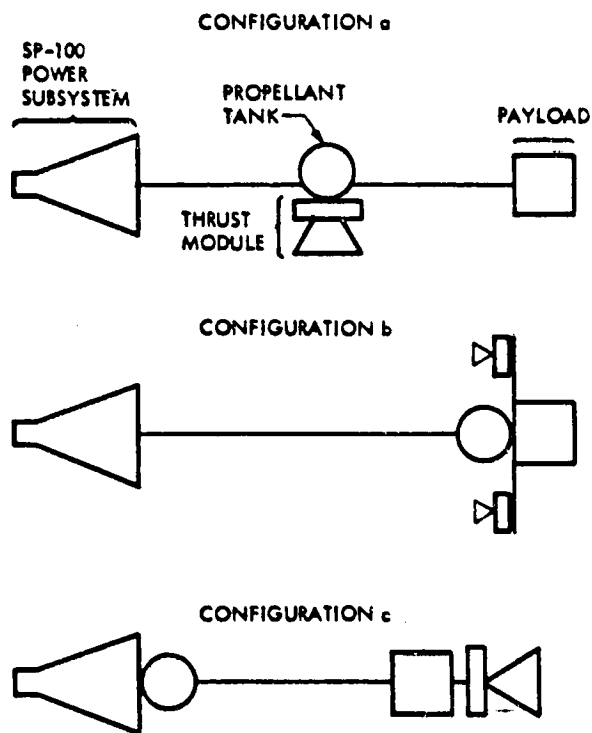 CONFIGURATION a
SP-100
POWER
SUBSYSTEM
PROPELLANT
TANK
PAYLOAD
THRUST
MODULE
CONFIGURATION b
CONFIGURATION c